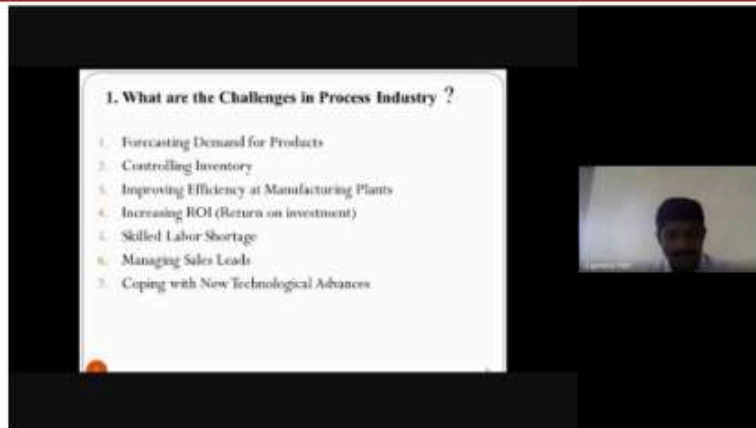 1. What are the Challenges in Process Industry ?
1. Forecasting Demand for Products
2. Controlling Inventory
3. Improving Efficiency at Manufacturing Plants
4. Increasing ROI (Return on investment)
5. Skilled Labor Shortage
6. Managing Sales Leads
7. Coping with New Technological Advances